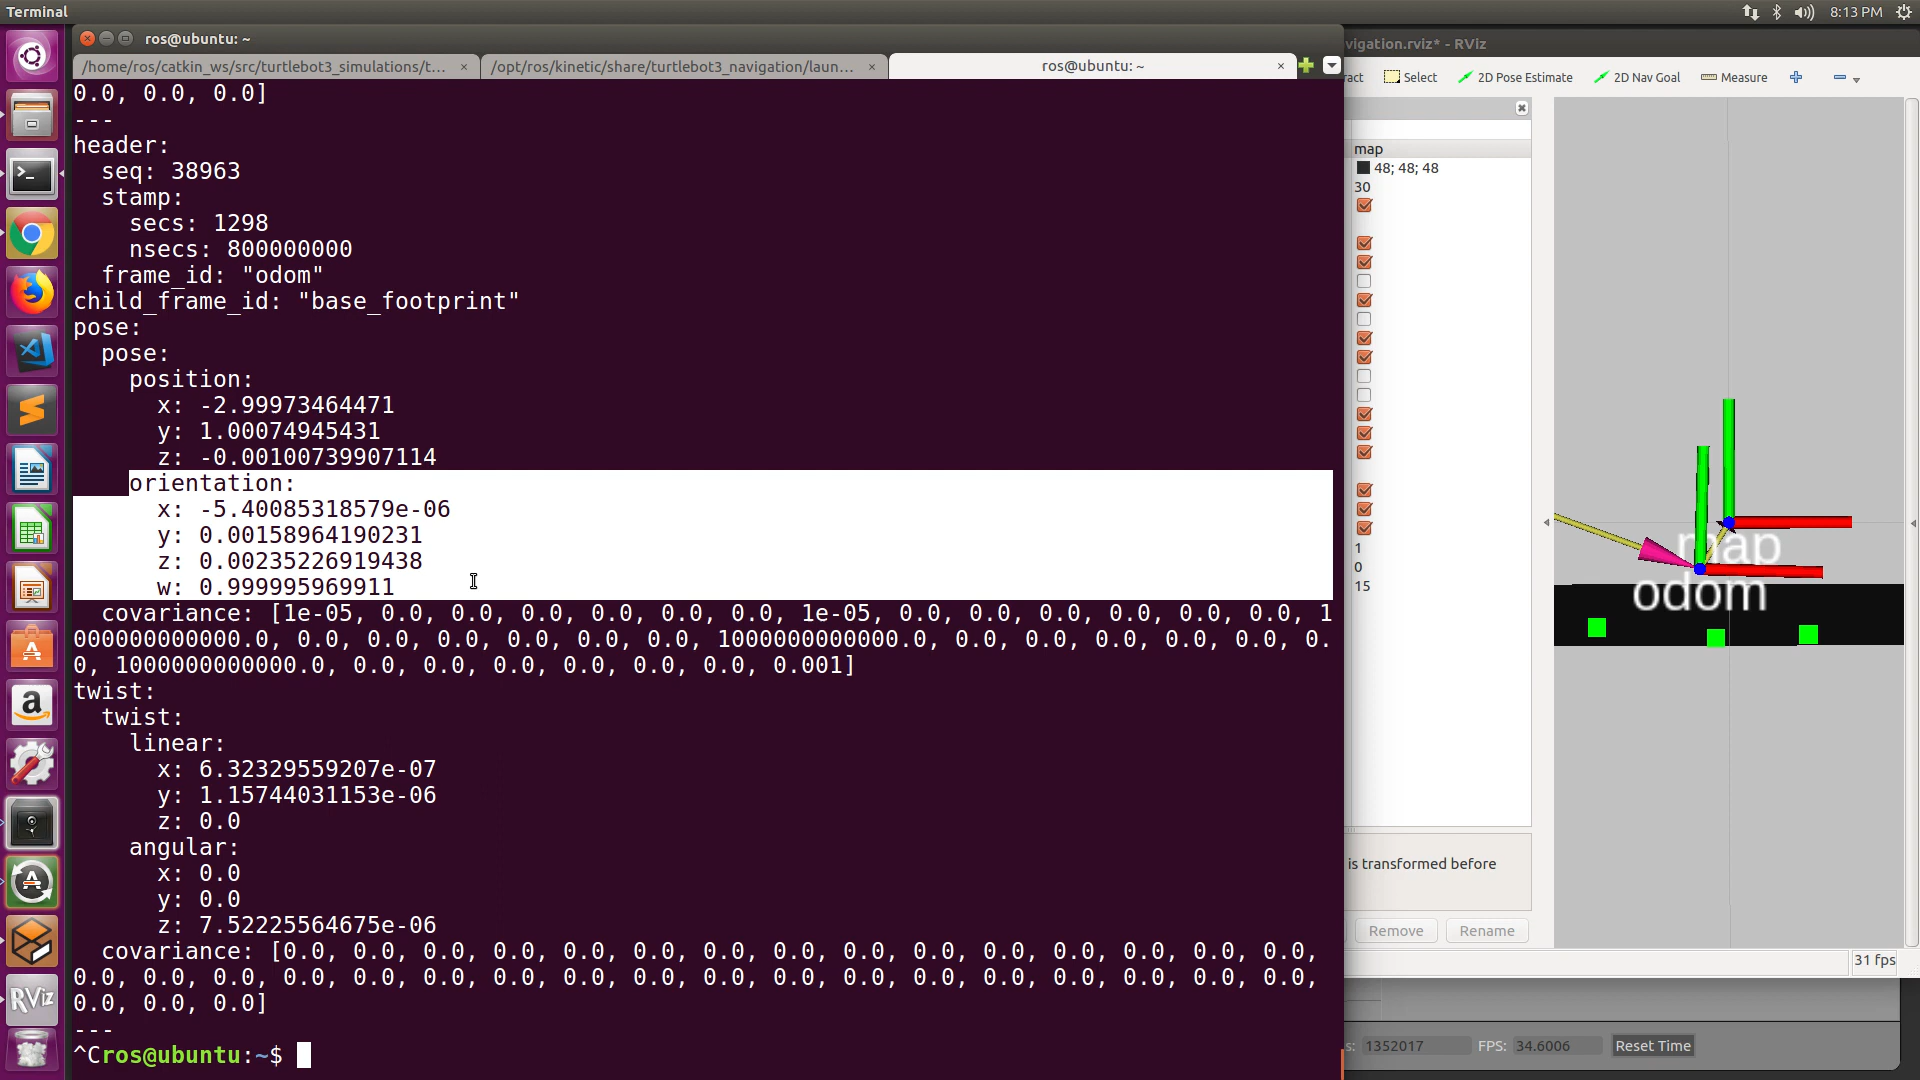 Terminal
8:13 PM
ros@ubuntu: ~
/home/ros/catkin_ws/src/turtlebot3_simulations/t...
/opt/ros/kinetic/share/turtlebot3_navigation/laun...
ros@ubuntu: ~
0.0, 0.0, 0.0]
---
header:
seq: 38963
stamp:
secs: 1298
nsecs: 800000000
frame_id: "odom"
child_frame_id: "base_footprint"
pose:
pose:
position:
x: -2.99973464471
y: 1.00074945431
z: -0.00100739907114
orientation:
x: -5.40085318579e-06
y: 0.00158964190231
z: 0.00235226919438
w: 0.999995969911
covariance: [1e-05, 0.0, 0.0, 0.0, 0.0, 0.0, 0.0, 1e-05, 0.0, 0.0, 0.0, 0.0, 0.0, 0.0, 1
000000000000.0, 0.0, 0.0, 0.0, 0.0, 0.0, 0.0, 1000000000000.0, 0.0, 0.0, 0.0, 0.0, 0.0, 0.
0, 1000000000000.0, 0.0, 0.0, 0.0, 0.0, 0.0, 0.0, 0.001]
twist:
twist:
linear:
x: 6.32329559207e-07
y: 1.15744031153e-06
z: 0.0
angular:
x: 0.0
y: 0.0
z: 7.52225564675e-06
covariance: [0.0, 0.0, 0.0, 0.0, 0.0, 0.0, 0.0, 0.0, 0.0, 0.0, 0.0, 0.0, 0.0, 0.0, 0.0,
0.0, 0.0, 0.0, 0.0, 0.0, 0.0, 0.0, 0.0, 0.0, 0.0, 0.0, 0.0, 0.0, 0.0, 0.0, 0.0, 0.0, 0.0,
0.0, 0.0, 0.0]
---
^Cros@ubuntu:~$
vigation.rviz* - RViz
ract
Select
2D Pose Estimate
2D Nav Goal
Measure
map
48; 48; 48
30
1
0
15
is transformed before
Remove
Rename
map
odom
31 fps
s: 1352017
FPS: 34.6006
Reset Time
RViz